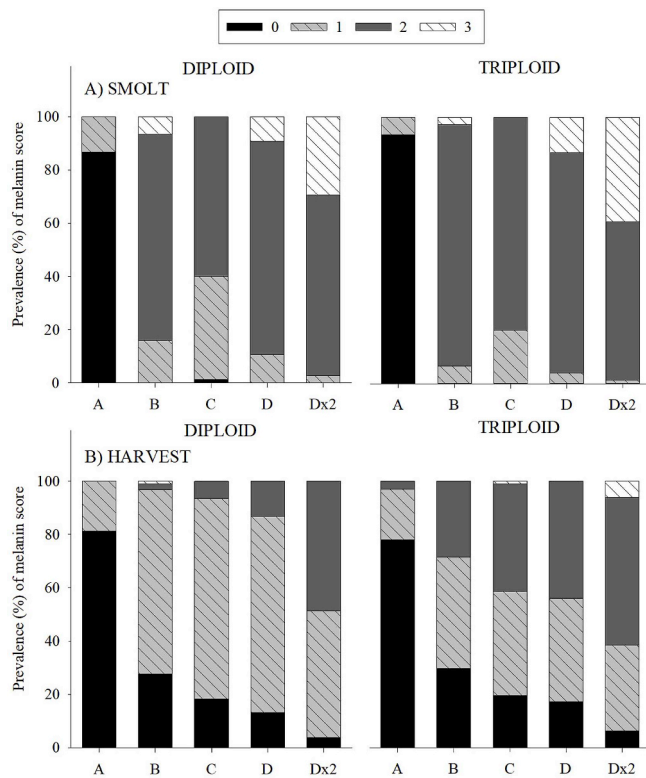 0 1 2 3
DIPLOID TRIPLOID
A) SMOLT
Prevalence (%) of melanin score
100
80
60
40
20
0
A B C D Dx2 A B C D Dx2
DIPLOID TRIPLOID
B) HARVEST
Prevalence (%) of melanin score
100
80
60
40
20
0
A B C D Dx2 A B C D Dx2